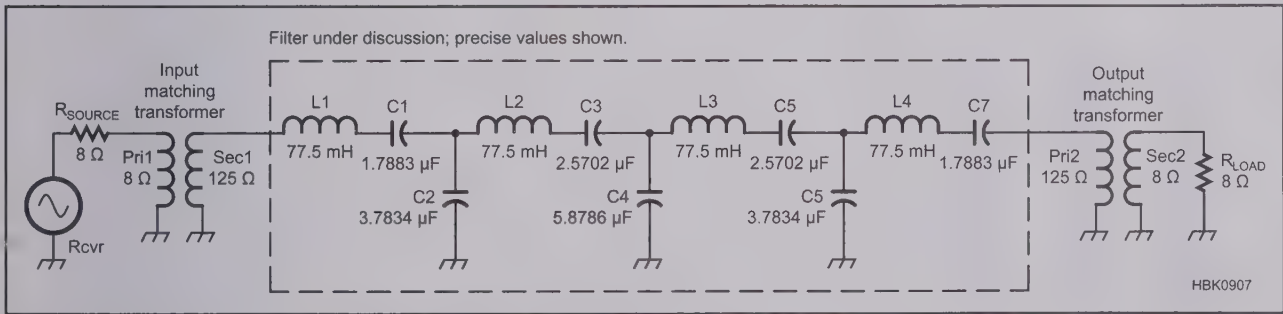 Filter under discussion; precise values shown.
Input
matching
transformer
Output
matching
transformer
R_SOURCE
8 Ω
Pri1
8 Ω
Sec1
125 Ω
Rcvr
L1
77.5 mH
C1
1.7883 µF
C2
3.7834 µF
L2
77.5 mH
C3
2.5702 µF
C4
5.8786 µF
L3
77.5 mH
C5
2.5702 µF
C5
3.7834 µF
L4
77.5 mH
C7
1.7883 µF
Pri2
125 Ω
Sec2
8 Ω
R_LOAD
8 Ω
HBK0907